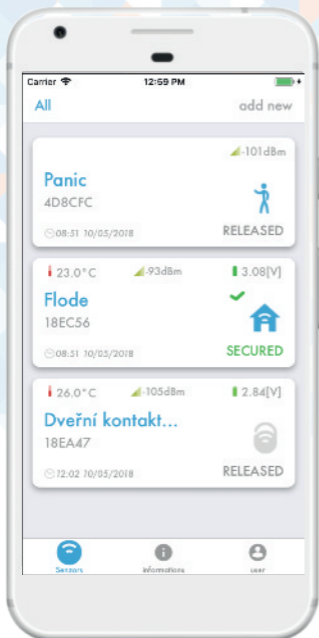 Carrier 12:59 PM
All add new
-101dBm
Panic
4D8CFC
08:51 10/05/2018 RELEASED
23.0°C -93dBm 3.08[V]
Flode
18EC56
08:51 10/05/2018 SECURED
26.0°C -105dBm 2.84[V]
Dveřní kontakt...
18EA47
12:02 10/05/2018 RELEASED
Senzors informations user